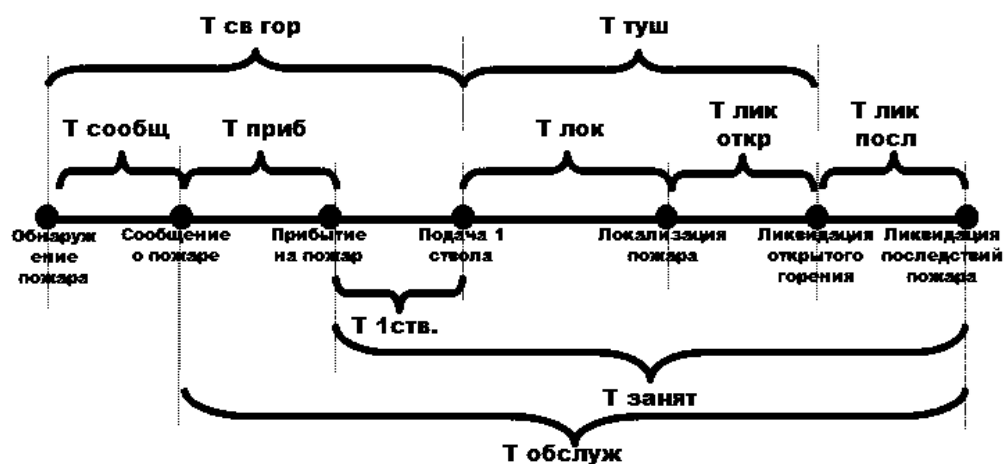 Т св гор
Т туш
Т сообщ
Т приб
Т лок
Т лик
откр
Т лик
посл
Обнаруж
ение
пожара
Сообщение
о пожаре
Прибытие
на пожар
Подача 1
ствола
Локализация
пожара
Ликвидация
открытого
горения
Ликвидация
последствий
пожара
Т 1ств.
Т занят
Т обслуж